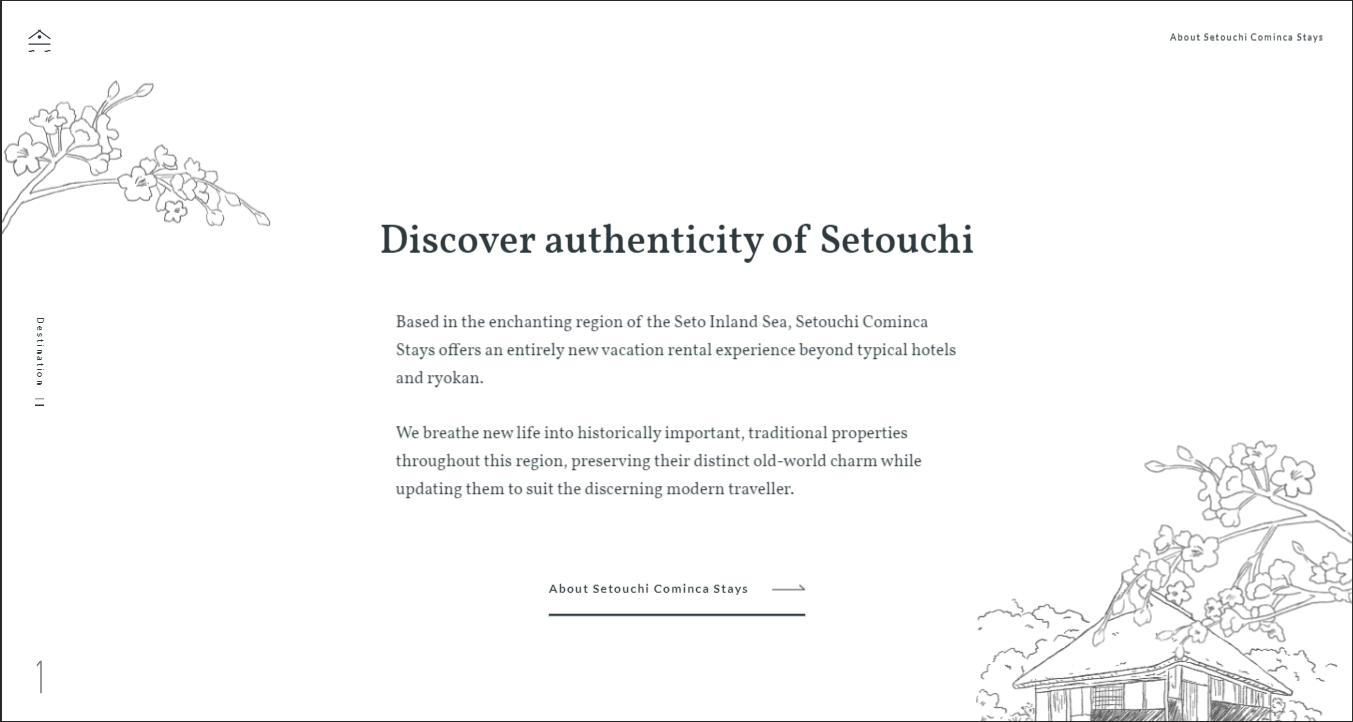 About Setouchi Cominca Stays
Discover authenticity of Setouchi
Destination
Based in the enchanting region of the Seto Inland Sea, Setouchi Cominca
Stays offers an entirely new vacation rental experience beyond typical hotels
and ryokan.
We breathe new life into historically important, traditional properties
throughout this region, preserving their distinct old-world charm while
updating them to suit the discerning modern traveller.
About Setouchi Cominca Stays